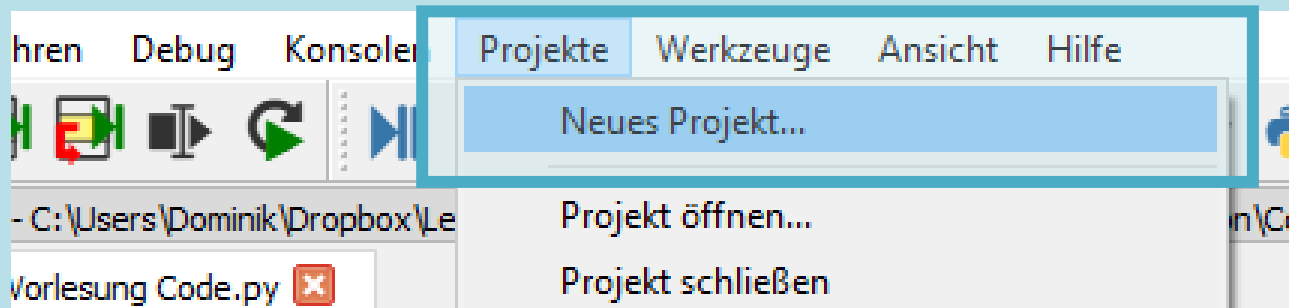 hren Debug Konsolen Projekte Werkzeuge Ansicht Hilfe
Neues Projekt...
- C:\Users\Dominik\Dropbox\Le
Projekt öffnen...
n\Co
Vorlesung Code.py
Projekt schließen